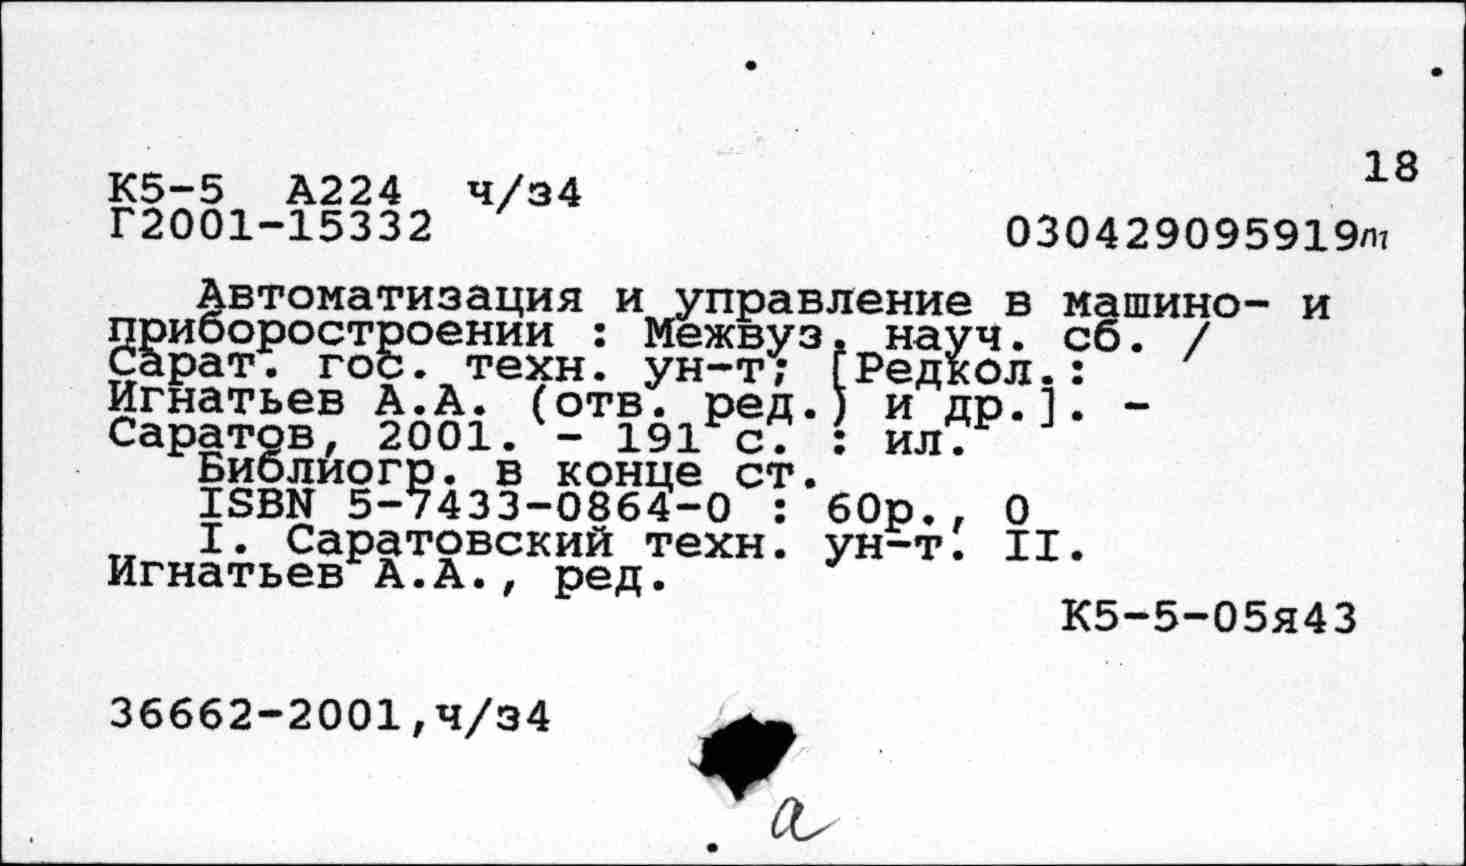 18
К5-5 А224 ч/з4
Г2001-15332 030429095919лт
Автоматизация и управление в машино- и
приборостроении : Межвуз. науч. сб. /
Сарат. гос. техн. ун-т; [Редкол.:
Игнатьев А.А. (отв. ред.) и др.]. -
Саратов, 2001. - 191 с. : ил.
Библиогр. в конце ст.
ISBN 5-7433-0864-0 : 60р., 0
I. Саратовский техн. ун-т. II.
Игнатьев А.А., ред.
К5-5-05я43
36662-2001,ч/з4
а